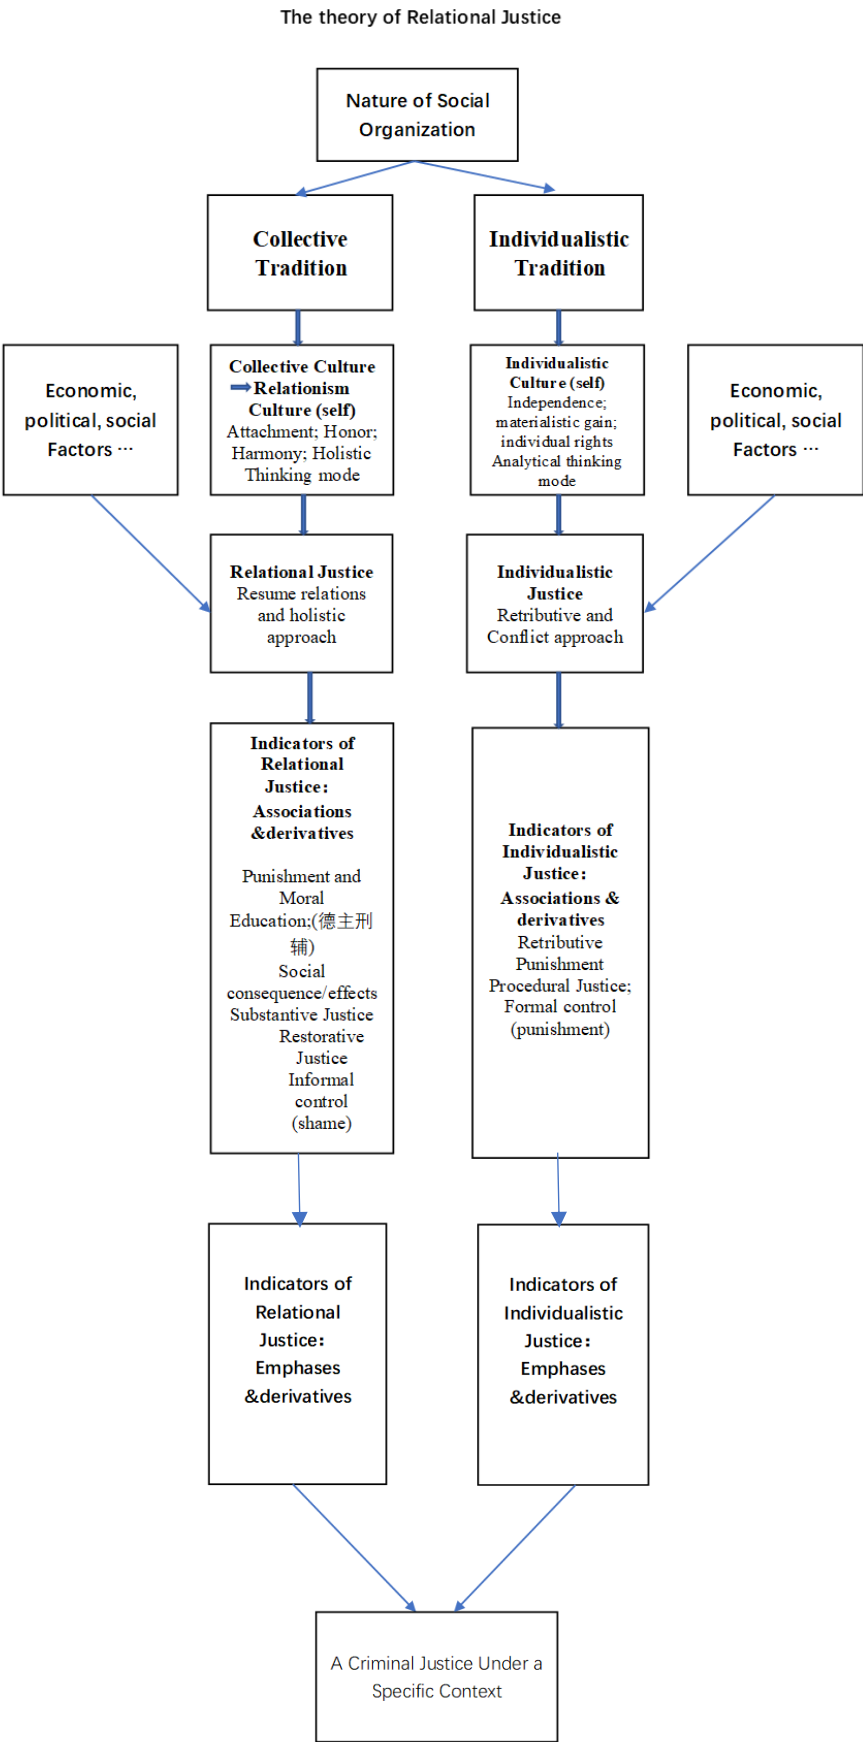 The theory of Relational Justice
Nature of Social
Organization
Collective
Tradition
Individualistic
Tradition
Economic,
political, social
Factors ⋯
Collective Culture
Relationism
Culture (self)
Attachment; Honor;
Harmony; Holistic
Thinking mode
Individualistic
Culture (self)
Independence;
materialistic gain;
individual rights
Analytical thinking
mode
Economic,
political, social
Factors ⋯
Relational Justice
Resume relations
and holistic
approach
Individualistic
Justice
Retributive and
Conflict approach
Indicators of
Relational
Justice：
Associations
&derivatives
Punishment and
Moral
Education;(德主刑
辅)
Social
consequence/effects
Substantive Justice
Restorative
Justice
Informal
control
(shame)
Indicators of
Individualistic
Justice：
Associations &
derivatives
Retributive
Punishment
Procedural Justice;
Formal control
(punishment)
Indicators of
Relational
Justice：
Emphases
&derivatives
Indicators of
Individualistic
Justice：
Emphases
&derivatives
A Criminal Justice Under a
Specific Context